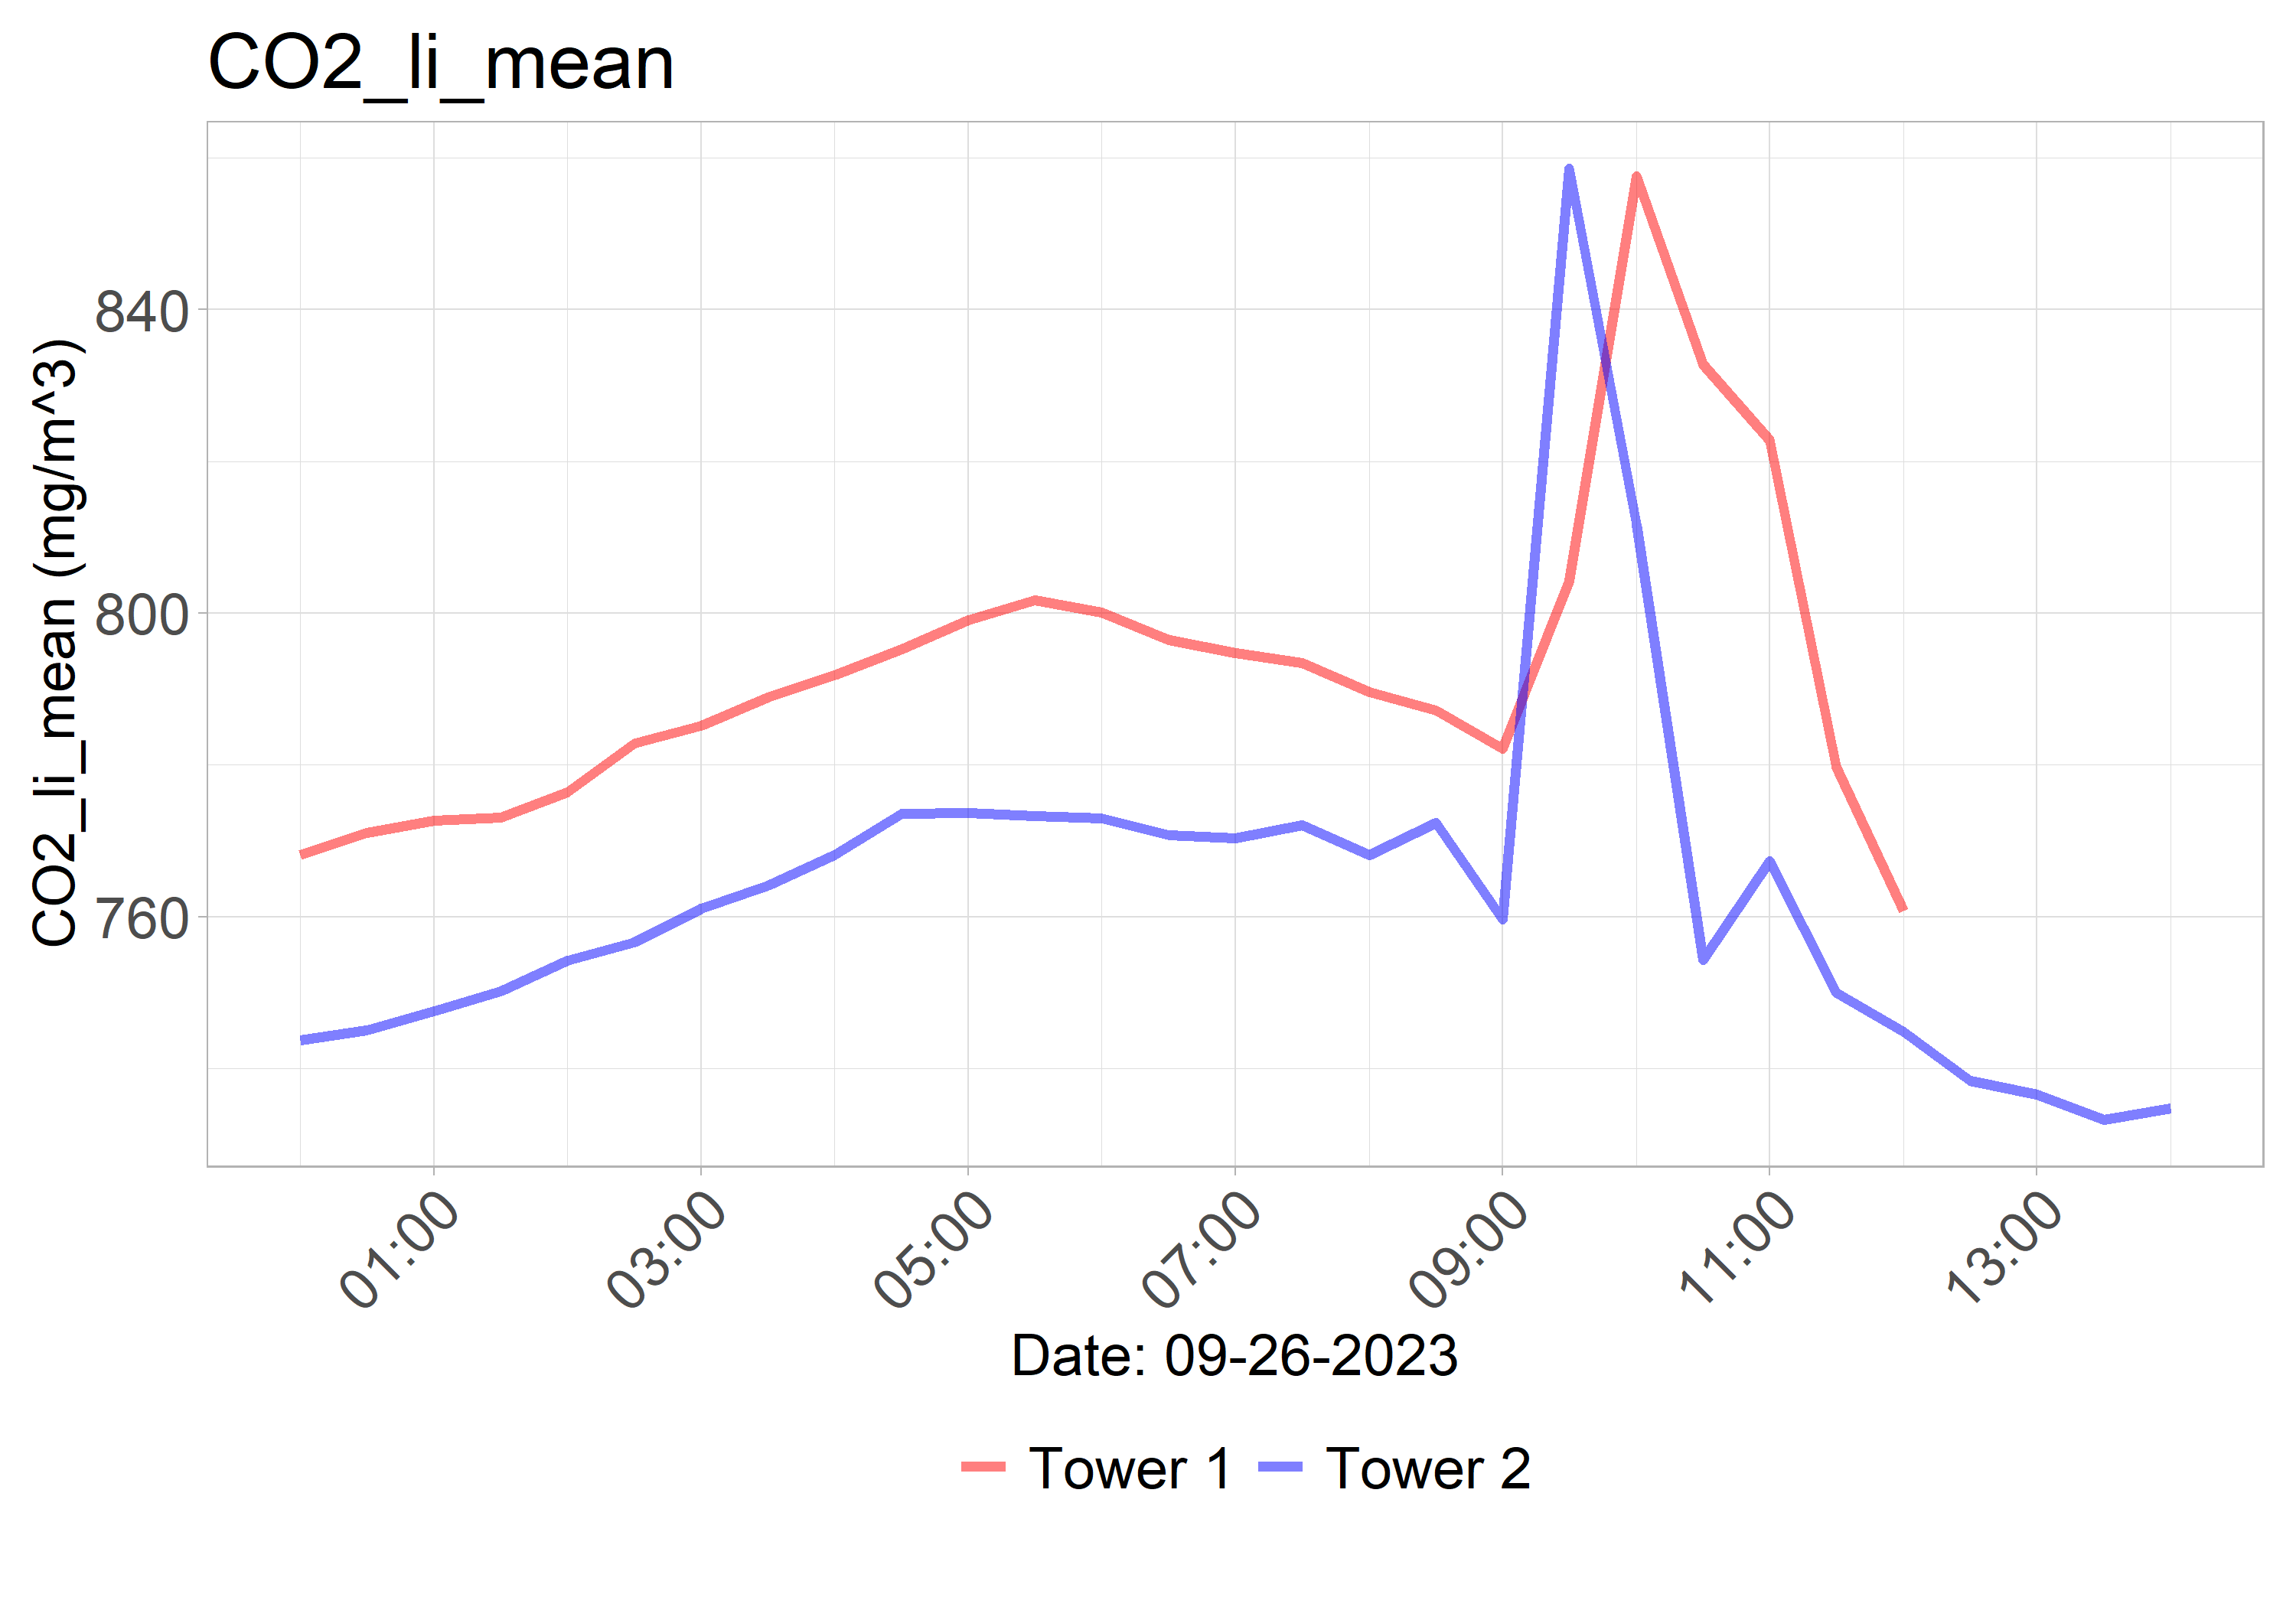 CO2_li_mean
CO2_li_mean (mg/m^3)
840
800
760
01:00 03:00 05:00 07:00 09:00 11:00 13:00
Date: 09-26-2023
Tower 1 Tower 2